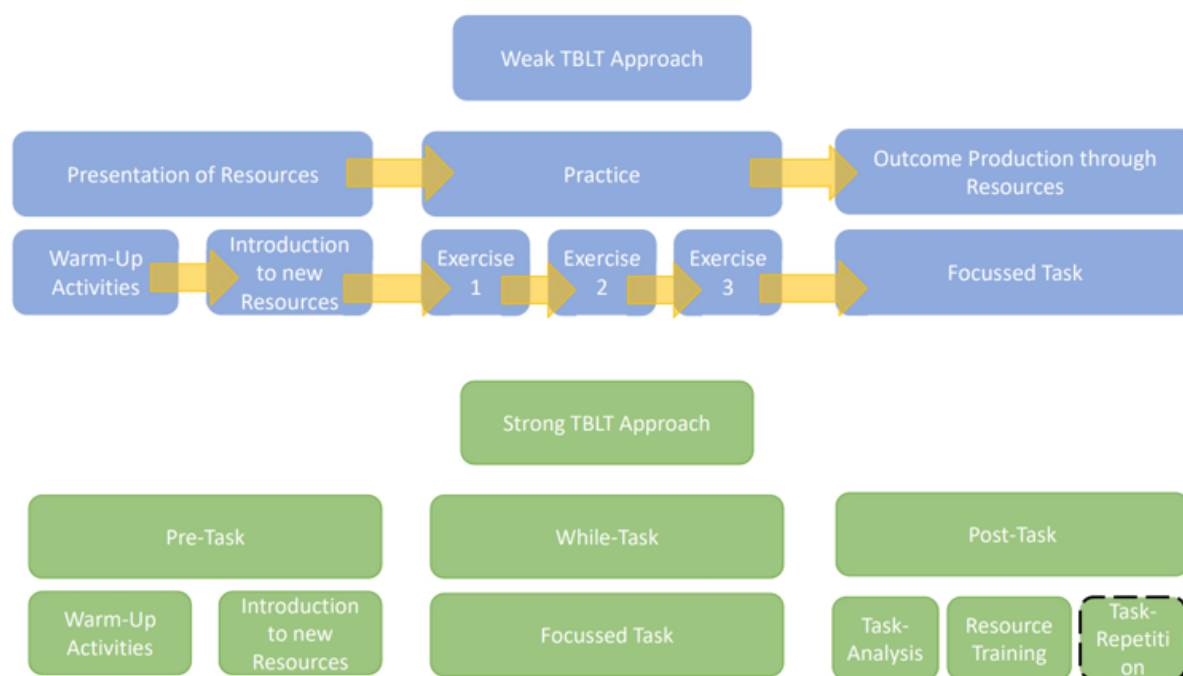 Weak TBLT Approach
Presentation of Resources
Practice
Outcome Production through
Resources
Warm-Up
Activities
Introduction
to new
Resources
Exercise
1
Exercise
2
Exercise
3
Focussed Task
Strong TBLT Approach
Pre-Task
While-Task
Post-Task
Warm-Up
Activities
Introduction
to new
Resources
Focussed Task
Task-
Analysis
Resource
Training
Task-
Repetiti
on